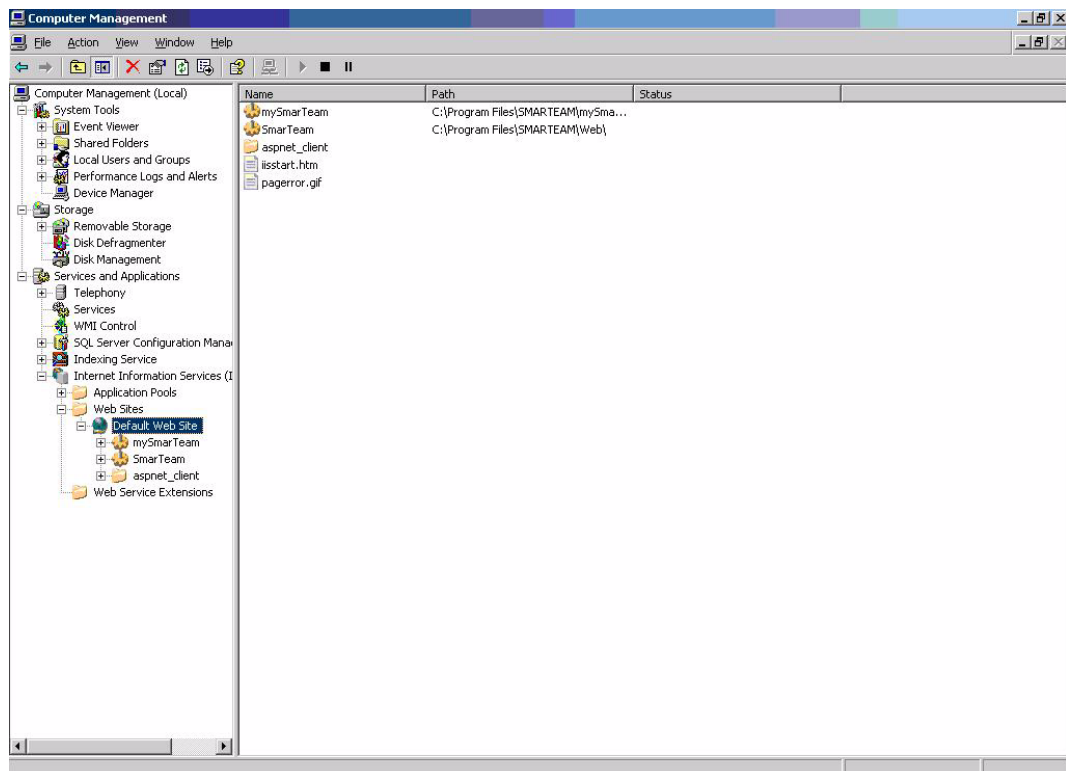 Computer Management
File Action View Window Help
Computer Management (Local)
System Tools
Event Viewer
Shared Folders
Local Users and Groups
Performance Logs and Alerts
Device Manager
Storage
Removable Storage
Disk Defragmenter
Disk Management
Services and Applications
Telephony
Services
WMI Control
SQL Server Configuration Mana
Indexing Service
Internet Information Services (I
Application Pools
Web Sites
Default Web Site
mySmarTeam
SmarTeam
aspnet_client
Web Service Extensions
Name Path Status
mySmarTeam C:\Program Files\SMARTEAM\mySma...
SmarTeam C:\Program Files\SMARTEAM\Web\
aspnet_client
iisstart.htm
pagerror.gif